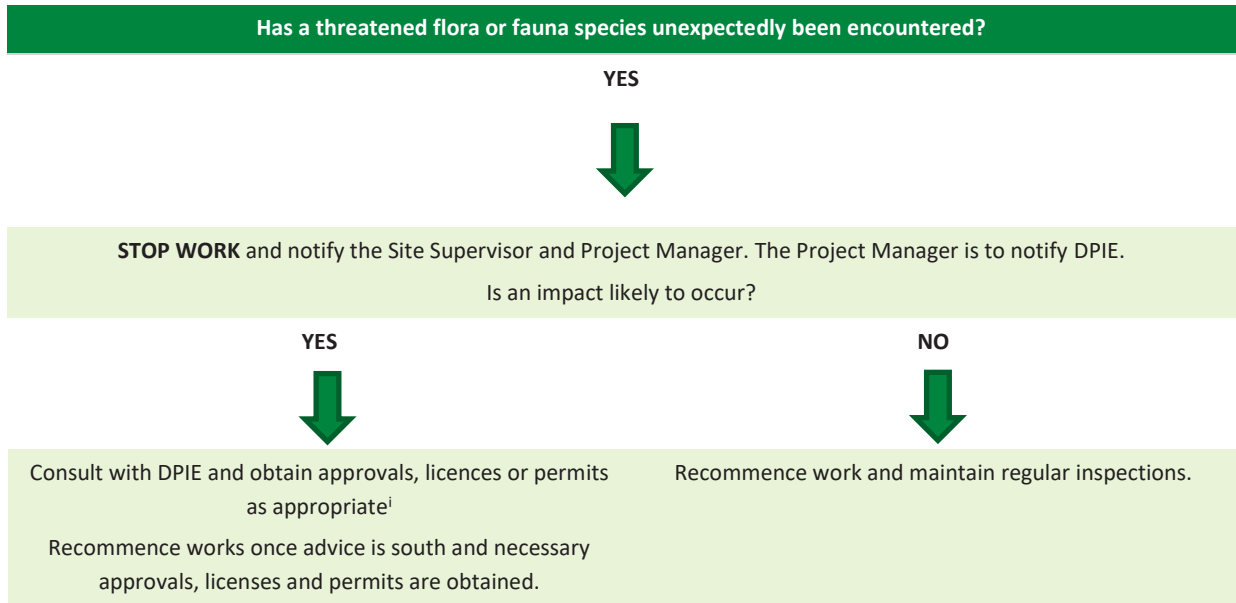 Has a threatened flora or fauna species unexpectedly been encountered?
YES
STOP WORK and notify the Site Supervisor and Project Manager. The Project Manager is to notify DPIE.
Is an impact likely to occur?
YES
NO
Consult with DPIE and obtain approvals, licences or permits
as appropriateⁱ
Recommence works once advice is south and necessary
approvals, licenses and permits are obtained.
Recommence work and maintain regular inspections.